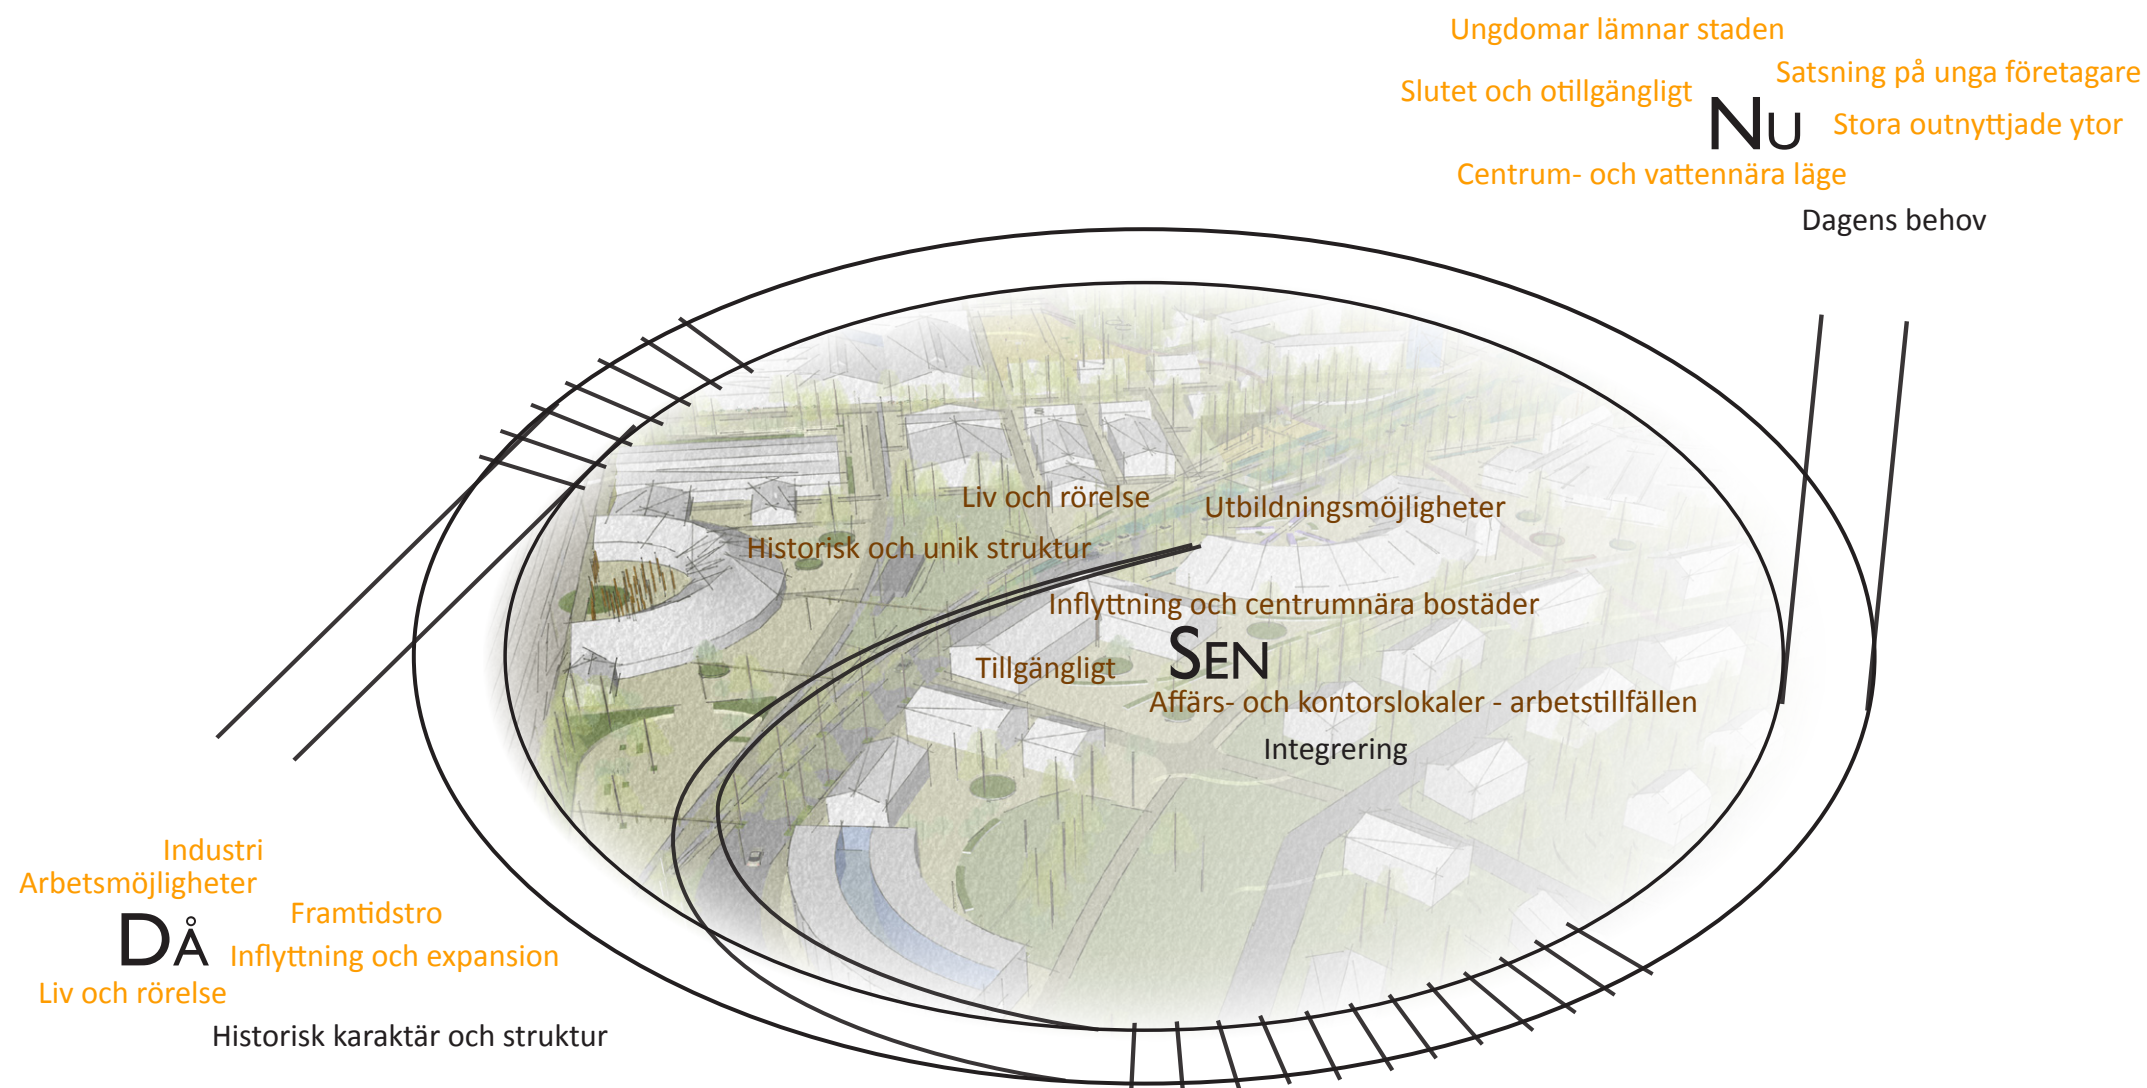 Ungdomar lämnar staden
Satsning på unga företagare
Slutet och otillgängligt
Nu
Stora outnyttjade ytor
Centrum- och vattennära läge
Dagens behov
Liv och rörelse
Utbildningsmöjligheter
Historisk och unik struktur
Inflyttning och centrumnära bostäder
Sen
Tillgängligt
Affärs- och kontorslokaler - arbetstillfällen
Integrering
Industri
Arbetsmöjligheter
Framtidstro
Då
Inflyttning och expansion
Liv och rörelse
Historisk karaktär och struktur